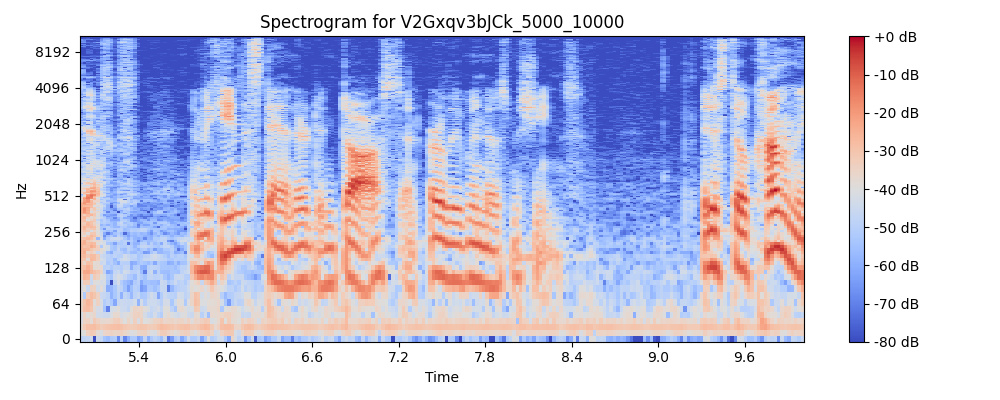 Spectrogram for V2Gxqv3bJCk_5000_10000
8192
4096
2048
1024
512
256
128
64
0
Hz
5.4 6.0 6.6 7.2 7.8 8.4 9.0 9.6
Time
+0 dB
-10 dB
-20 dB
-30 dB
-40 dB
-50 dB
-60 dB
-70 dB
-80 dB